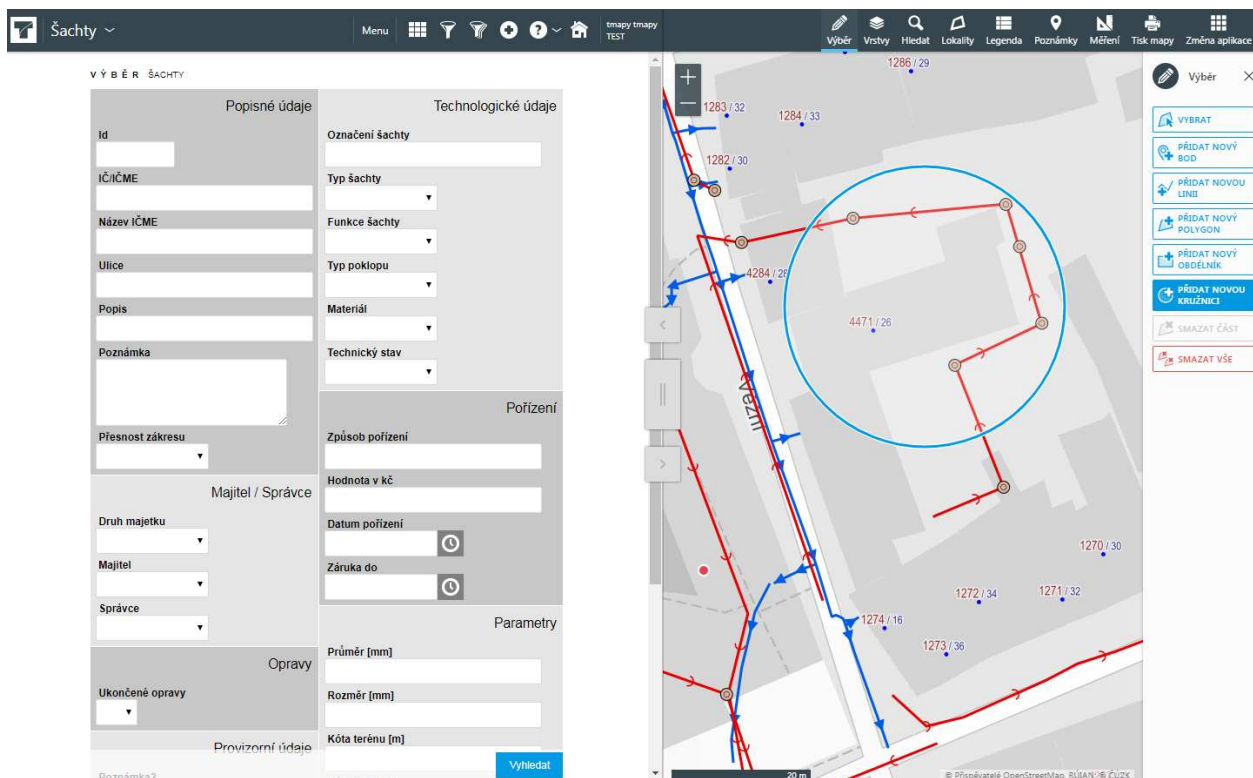 Šachty
Menu
tmapy tmapy
TEST
Výběr
Vrstvy
Hledat
Lokality
Legenda
Poznámky
Měření
Tisk mapy
Změna aplikace
VÝBĚR ŠACHTY
Popisné údaje
Id
IČ/IČME
Název IČME
Ulice
Popis
Poznámka
Přesnost zákresu
Majitel / Správce
Druh majetku
Majitel
Správce
Opravy
Ukončené opravy
Provizorní údaje
Poznámka2
Technologické údaje
Označení šachty
Typ šachty
Funkce šachty
Typ poklopu
Materiál
Technický stav
Pořízení
Způsob pořízení
Hodnota v kč
Datum pořízení
Záruka do
Parametry
Průměr [mm]
Rozměr [mm]
Kóta terénu [m]
Vyhledat
1286 / 29
1283 / 32
1284 / 33
1282 / 30
4284 / 28
4471 / 26
Vězní
1270 / 30
1272 / 34
1271 / 32
1274 / 16
1273 / 36
20 m
© Přispěvatelé OpenStreetMap, RÚIAN: © ČÚZK
Výběr
VYBRAT
PŘIDAT NOVÝ
BOD
PŘIDAT NOVOU
LINII
PŘIDAT NOVÝ
POLYGON
PŘIDAT NOVÝ
OBDÉLNÍK
PŘIDAT NOVOU
KRUŽNICI
SMAZAT ČÁST
SMAZAT VŠE